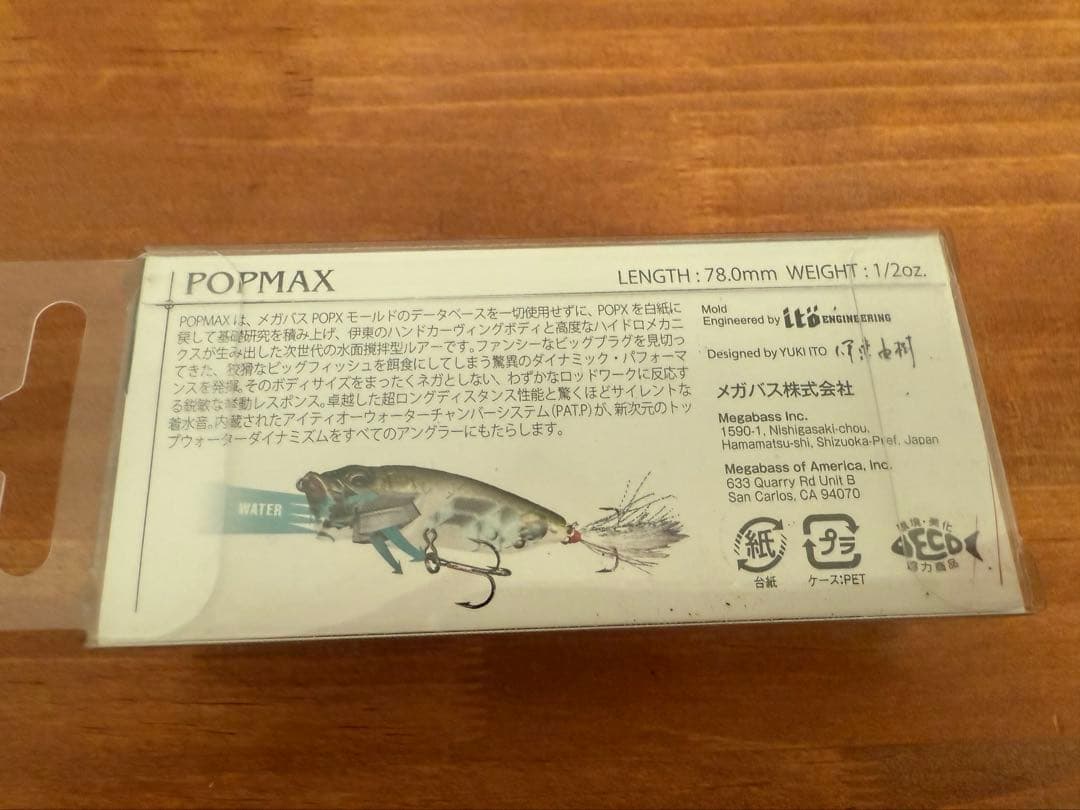 POPMAX
LENGTH : 78.0mm WEIGHT : 1/2oz.
POPMAX は、メガバス POPX モールドのデータベースを一切使用せずに、POPX を白紙に
戻して基礎研究を積み上げ、伊東のハンドカーヴィングボディと高度なハイドロメカニ
クスが生み出した次世代の水面撹拌型ルアーです。ファンシーなビッグプラグを見切っ
てきた、狡猾なビッグフィッシュを餌食にしてしまう驚異のダイナミック・パフォーマ
ンスを発揮。そのボディサイズをまったくネガとしない、わずかなロッドワークに反応す
る鋭敏な挙動レスポンス。卓越した超ロングディスタンス性能と驚くほどサイレントな
着水音。内蔵されたアイティオーウォーターチャンバーシステム(PAT.P)が、新次元のトッ
プウォーターダイナミズムをすべてのアングラーにもたらします。
WATER
Mold
Engineered by itö ENGINEERING
Designed by YUKI ITO 伊東由樹
メガバス株式会社
Megabass Inc.
1590-1, Nishigasaki-chou,
Hamamatsu-shi, Shizuoka-Pref. Japan
Megabass of America, Inc.
633 Quarry Rd Unit B
San Carlos, CA 94070
紙
台紙
プラ
ケース:PET
環境・美化
ECO
協力商品